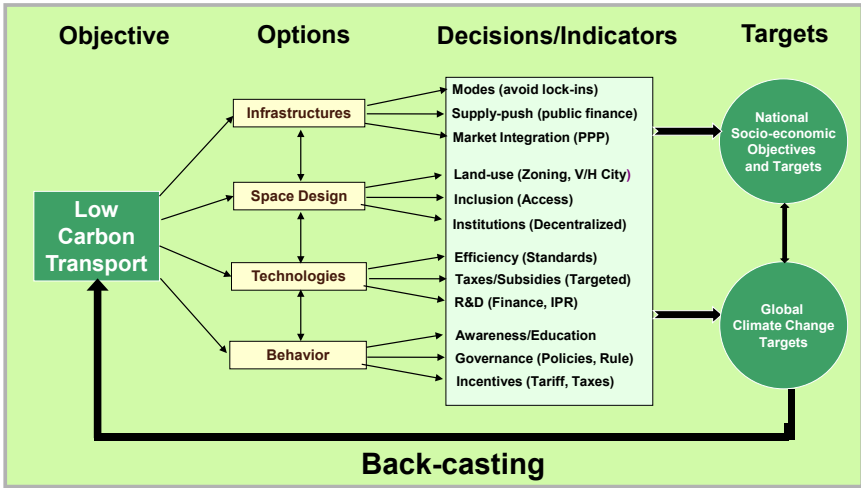 Objective
Options
Decisions/Indicators
Targets
Low
Carbon
Transport
Infrastructures
Space Design
Technologies
Behavior
Modes (avoid lock-ins)
Supply-push (public finance)
Market Integration (PPP)
Land-use (Zoning, V/H City)
Inclusion (Access)
Institutions (Decentralized)
Efficiency (Standards)
Taxes/Subsidies (Targeted)
R&D (Finance, IPR)
Awareness/Education
Governance (Policies, Rule)
Incentives (Tariff, Taxes)
National
Socio-economic
Objectives
and Targets
Global
Climate Change
Targets
Back-casting